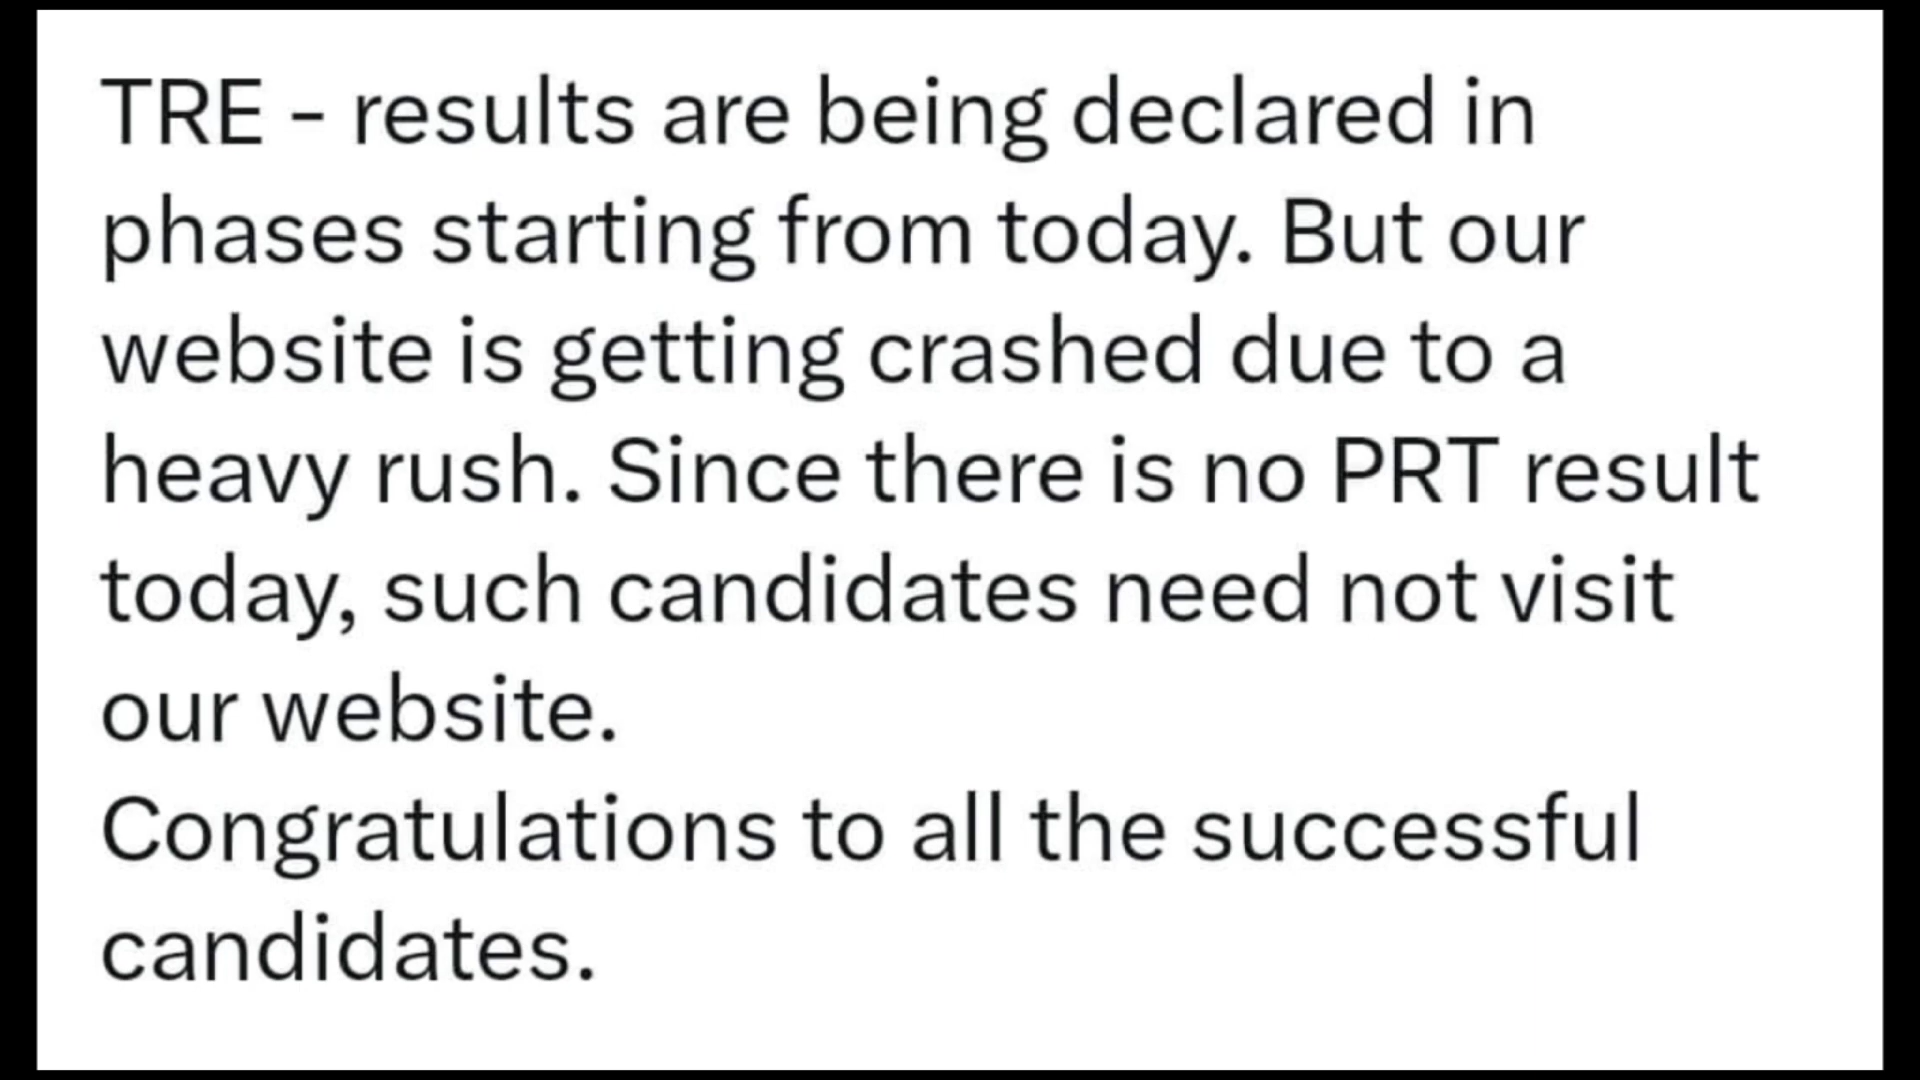 TRE - results are being declared in
phases starting from today. But our
website is getting crashed due to a
heavy rush. Since there is no PRT result
today, such candidates need not visit
our website.
Congratulations to all the successful
candidates.